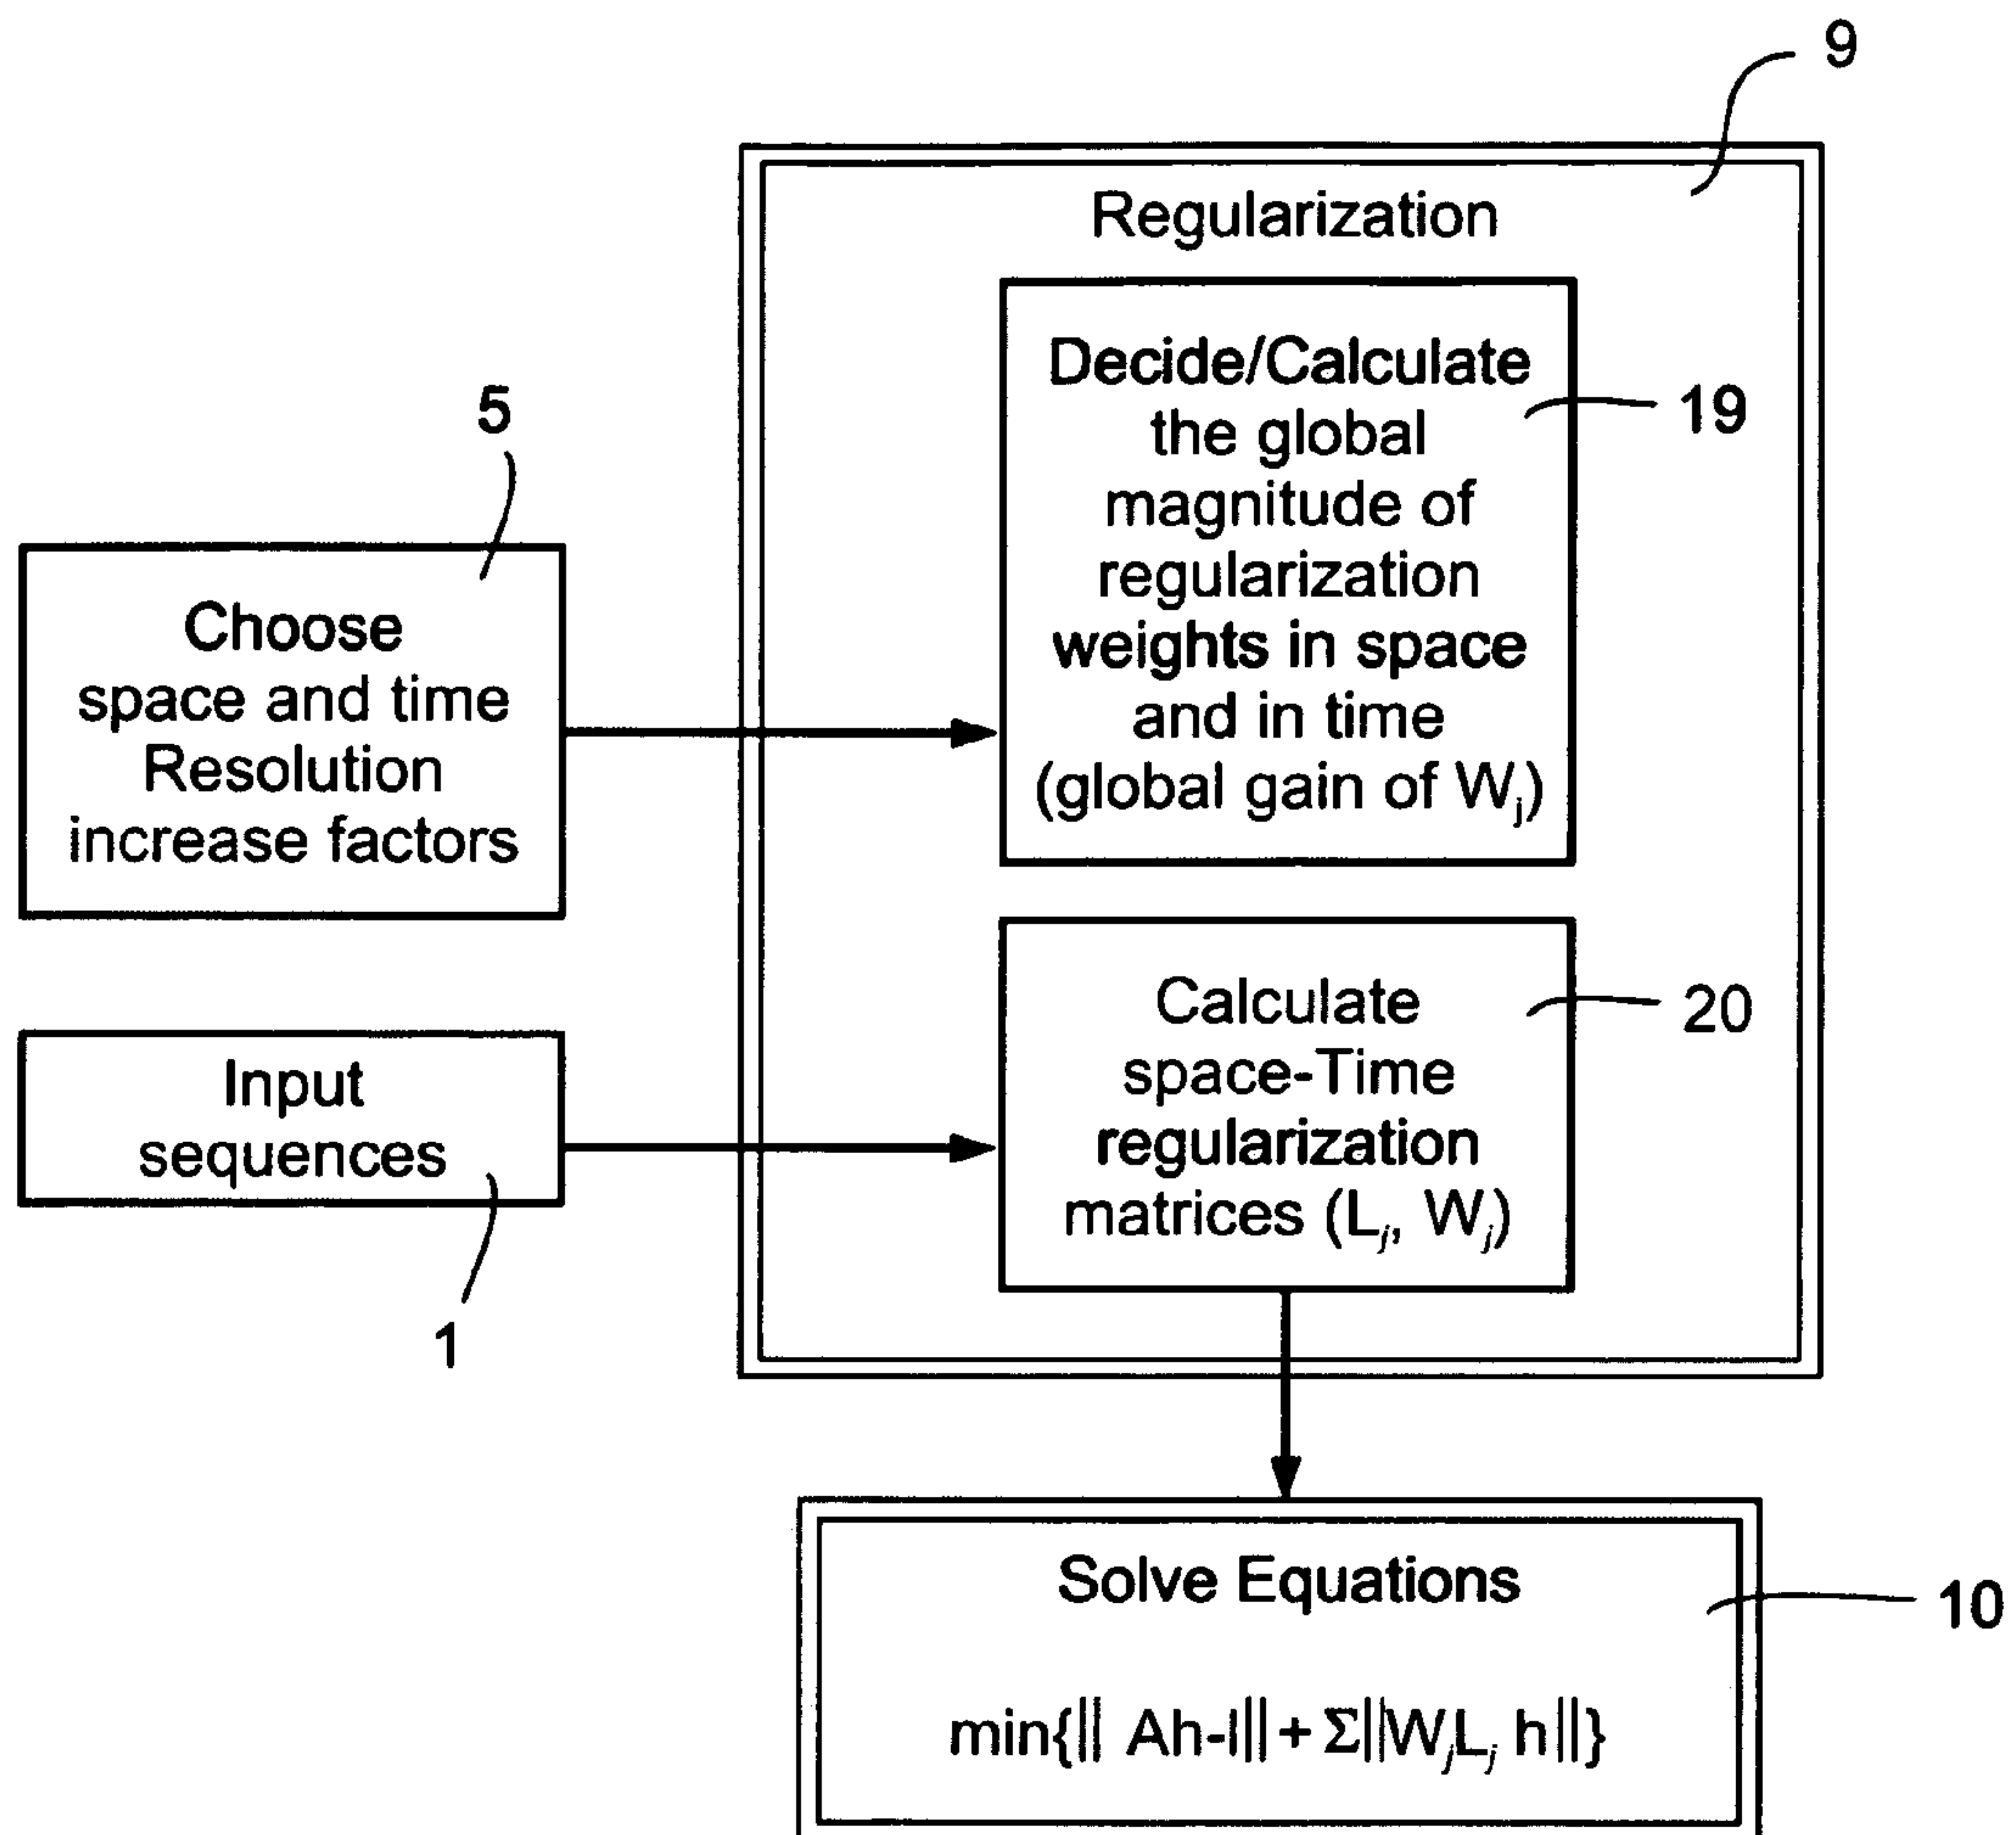 9
Regularization
Decide/Calculate
the global
magnitude of
regularization
weights in space
and in time
(global gain of Wj)
19
5
Choose
space and time
Resolution
increase factors
Input
sequences
1
Calculate
space-Time
regularization
matrices (Lj, Wj)
20
Solve Equations
min{‖ Ah-l‖ + Σ‖WjLj h‖}
10